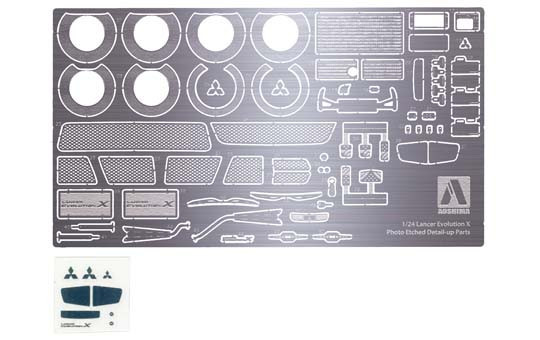 LANCER
EVOLUTION X
LANCER
EVOLUTION X
AOSHIMA
1/24 Lancer Evolution X
Photo Etched Detail-up Parts
LANCER
EVOLUTION X